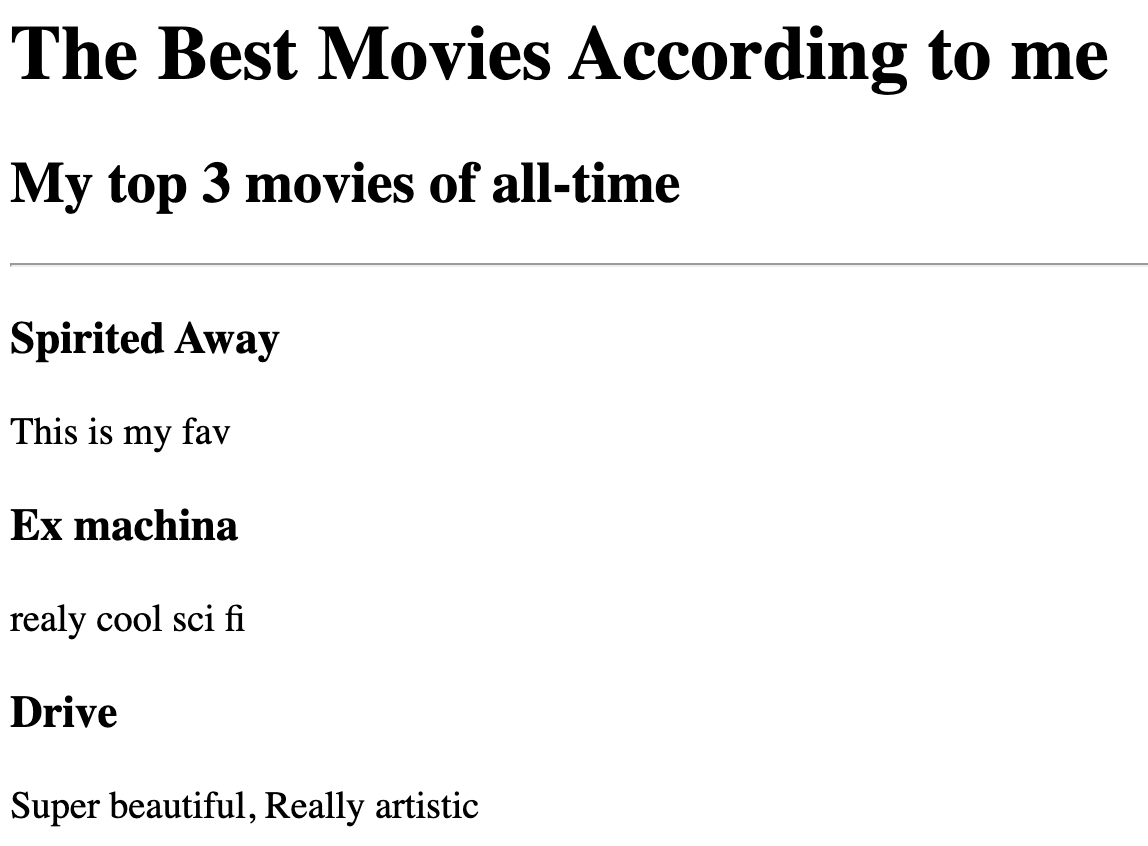 The Best Movies According to me
My top 3 movies of all-time
Spirited Away
This is my fav
Ex machina
realy cool sci fi
Drive
Super beautiful, Really artistic